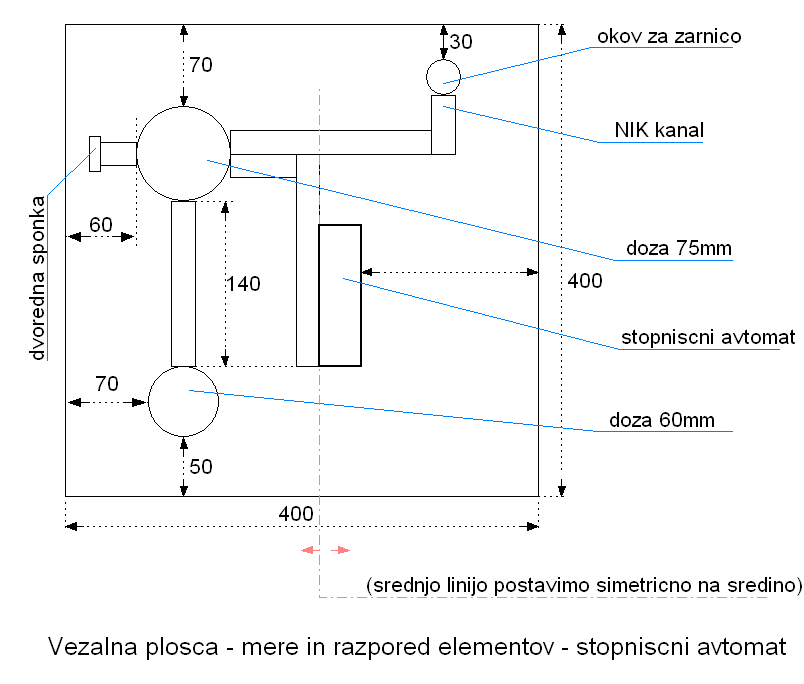 30
okov za zarnico
70
NIK kanal
dvoredna sponka
60
doza 75mm
140
400
stopniscni avtomat
70
doza 60mm
50
400
(srednjo linijo postavimo simetricno na sredino)
Vezalna plosca - mere in razpored elementov - stopniscni avtomat